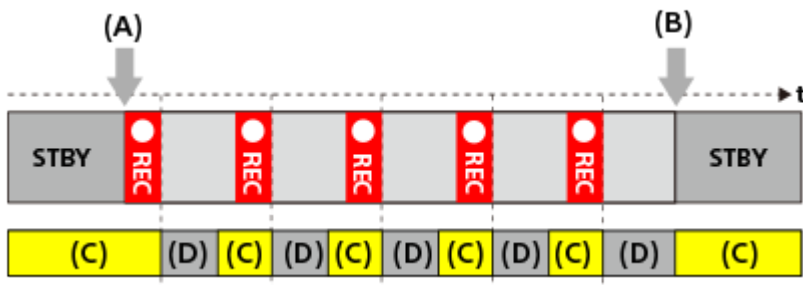 (A) (B)
t
STBY REC REC REC REC REC STBY
(C) (D) (C) (D) (C) (D) (C) (D) (C) (D) (C)